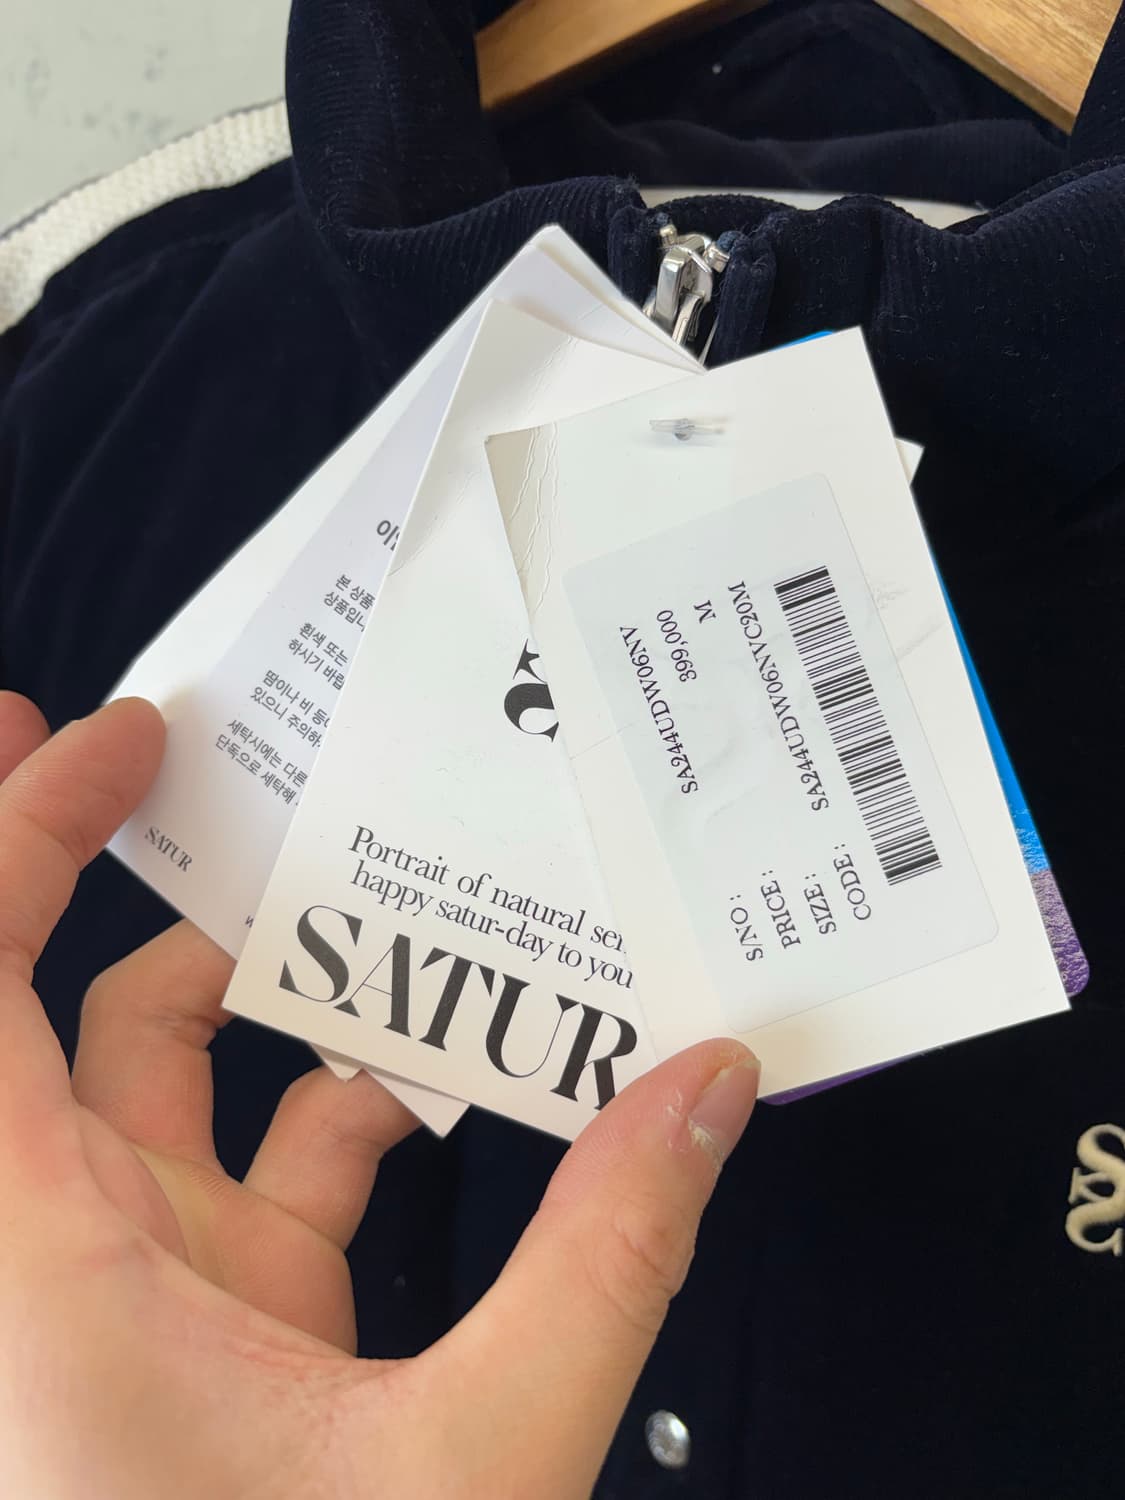 본 상품
상품입니
흰색 또는
하시기 바랍
땀이나 비 등
있으니 주의하
세탁시에는 다른
단독으로 세탁해
SATUR
Portrait of natural
happy satur-day to you
SATUR
S/NO: SA244UDW06NV
PRICE: 399,000
SIZE: M
CODE: SA244UDW06NVC20M